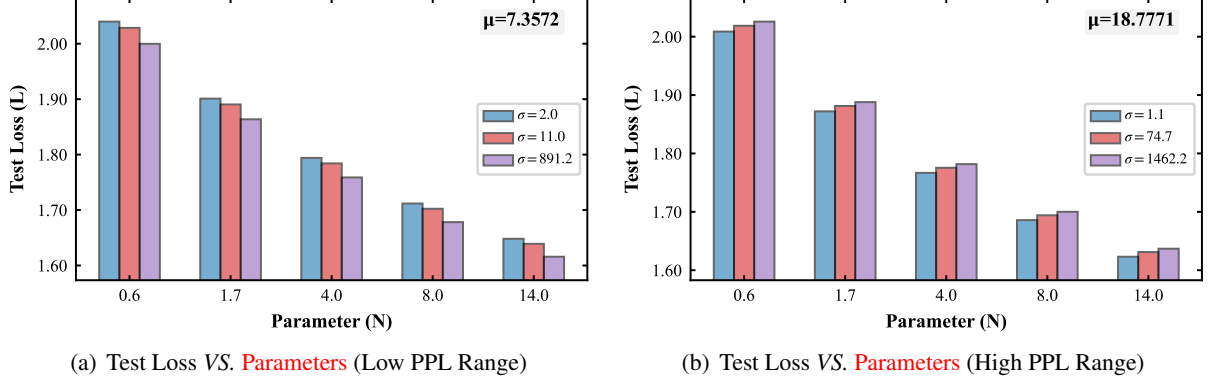 μ=7.3572
2.00
1.90
1.80
1.70
1.60
Test Loss (L)
σ = 2.0
σ = 11.0
σ = 891.2
0.6 1.7 4.0 8.0 14.0
Parameter (N)
(a) Test Loss VS. Parameters (Low PPL Range)
μ=18.7771
2.00
1.90
1.80
1.70
1.60
Test Loss (L)
σ = 1.1
σ = 74.7
σ = 1462.2
0.6 1.7 4.0 8.0 14.0
Parameter (N)
(b) Test Loss VS. Parameters (High PPL Range)